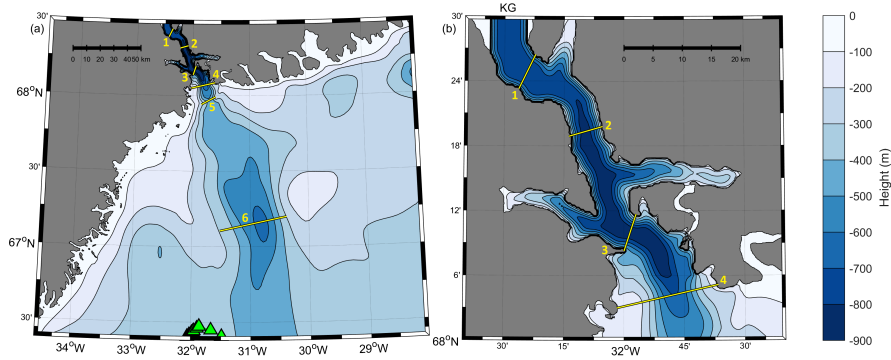 (a)
1
2
0 10 20 30 40 50 km
3
4
5
6
68°N
30'
67°N
30'
34°W 33°W 32°W 31°W 30°W 29°W
KG
(b)
30'
24'
18'
12'
6'
68°N
0 5 10 15 20 km
1
2
3
4
30' 15' 32°W 45' 30'
0
-100
-200
-300
-400
-500
-600
-700
-800
-900
Height (m)